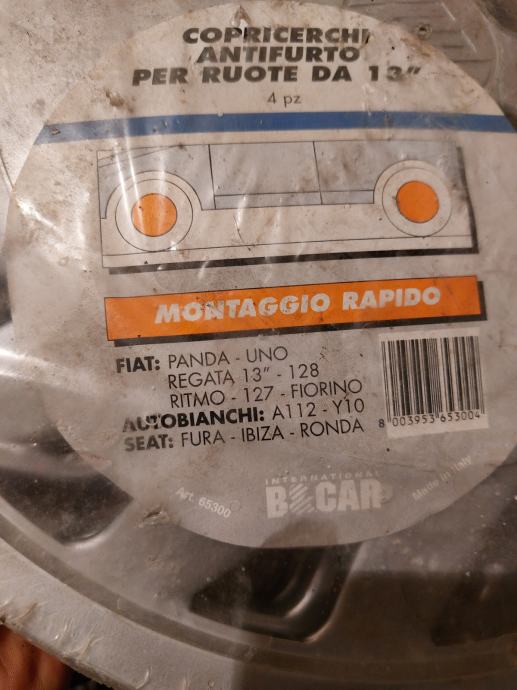 COPRICERCHI
ANTIFURTO
PER RUOTE DA 13"
4 pz
MONTAGGIO RAPIDO
FIAT: PANDA - UNO
REGATA 13" - 128
RITMO - 127 - FIORINO
AUTOBIANCHI: A112 - Y10
SEAT: FURA - IBIZA - RONDA
8 003953 653004
Art. 65300
INTERNATIONAL
BECAR
Made in Italy